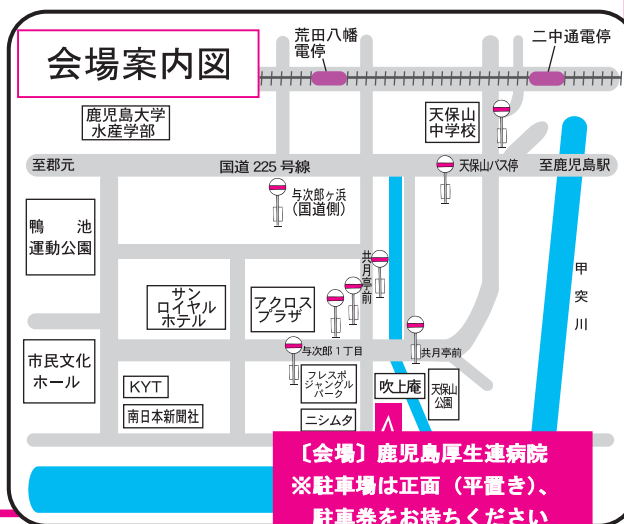 会場案内図
荒田八幡
電停
二中通電停
鹿児島大学
水産学部
天保山
中学校
至郡元
国道 225 号線
天保山バス停
至鹿児島駅
与次郎ヶ浜
（国道側）
鴨 池
運動公園
共月亭前
甲突川
サン
ロイヤル
ホテル
アクロス
プラザ
与次郎 1 丁目
共月亭前
市民文化
ホール
KYT
南日本新聞社
フレスポ
ジャングル
パーク
ニシムタ
吹上庵
天保山
公園
〔会場〕鹿児島厚生連病院
※駐車場は正面（平置き）、
駐車券をお持ちください